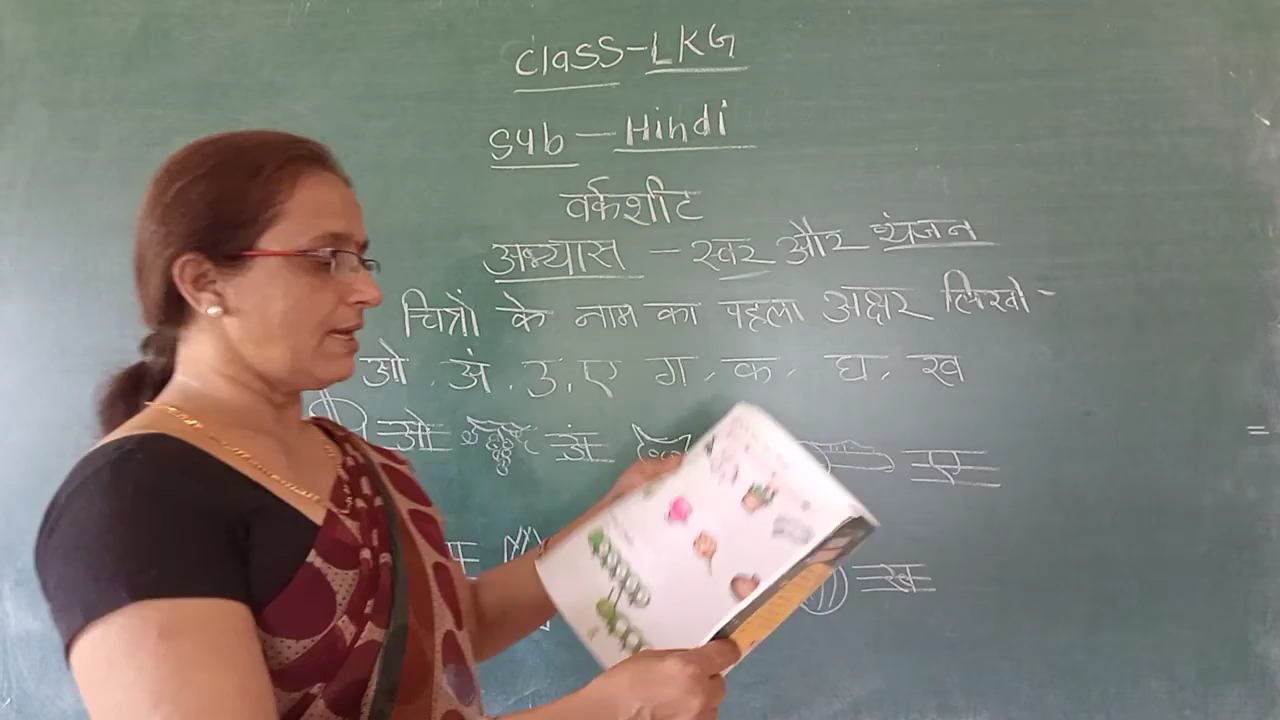 Class-LKG
Sub-Hindi
वर्कशीट
अभ्यास - स्वर और व्यंजन
चित्रों के नाम का पहला अक्षर लिखो -
ओ, अं, उ, ए ग, क, घ, ख
ओ अं ए
ख